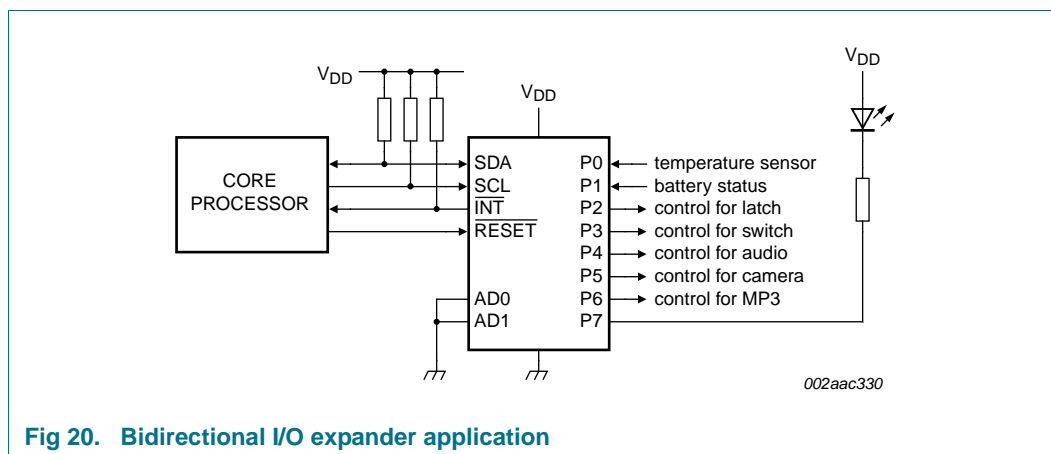 VDD
VDD
VDD
CORE
PROCESSOR
SDA
SCL
INT
RESET
AD0
AD1
P0
P1
P2
P3
P4
P5
P6
P7
temperature sensor
battery status
control for latch
control for switch
control for audio
control for camera
control for MP3
002aac330
Fig 20. Bidirectional I/O expander application